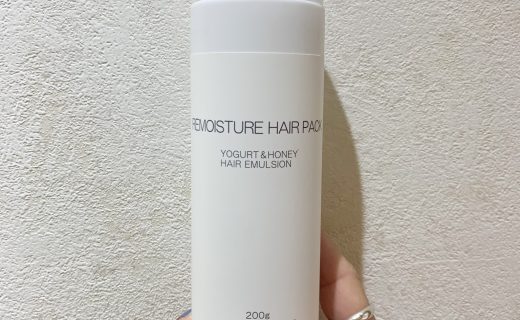 REMOISTURE HAIR PACK
YOGURT & HONEY
HAIR EMULSION
200g